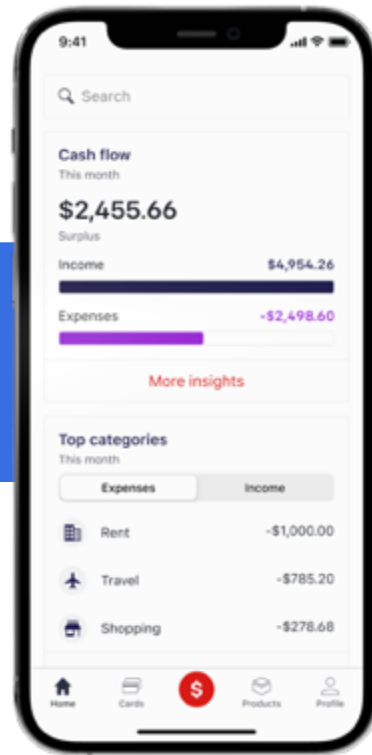 9:41
Search
Cash flow
This month
$2,455.66
Surplus
Income $4,954.26
Expenses -$2,498.60
More insights
Top categories
This month
Expenses Income
Rent -$1,000.00
Travel -$785.20
Shopping -$278.68
$
Home Cards Products Profile